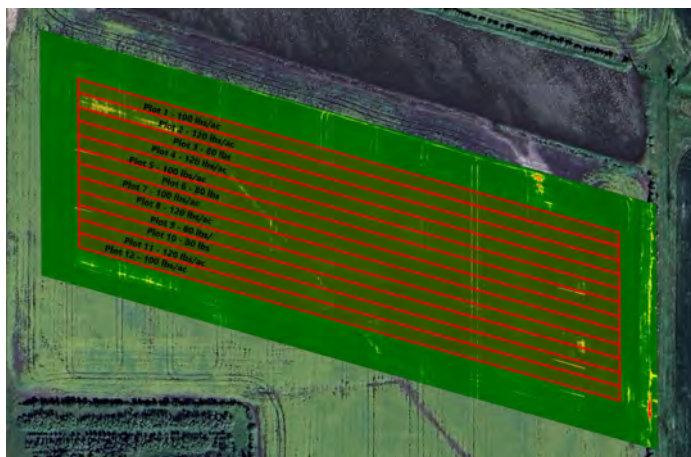 Plot 1 - 100 lbs/ac
Plot 2 - 120 lbs/ac
Plot 3 - 80 lbs
Plot 4 - 120 lbs/ac
Plot 5 - 100 lbs/ac
Plot 6 - 80 lbs
Plot 7 - 100 lbs/ac
Plot 8 - 120 lbs/ac
Plot 9 - 80 lbs/
Plot 10 - 80 lbs
Plot 11 - 120 lbs/ac
Plot 12 - 100 lbs/ac